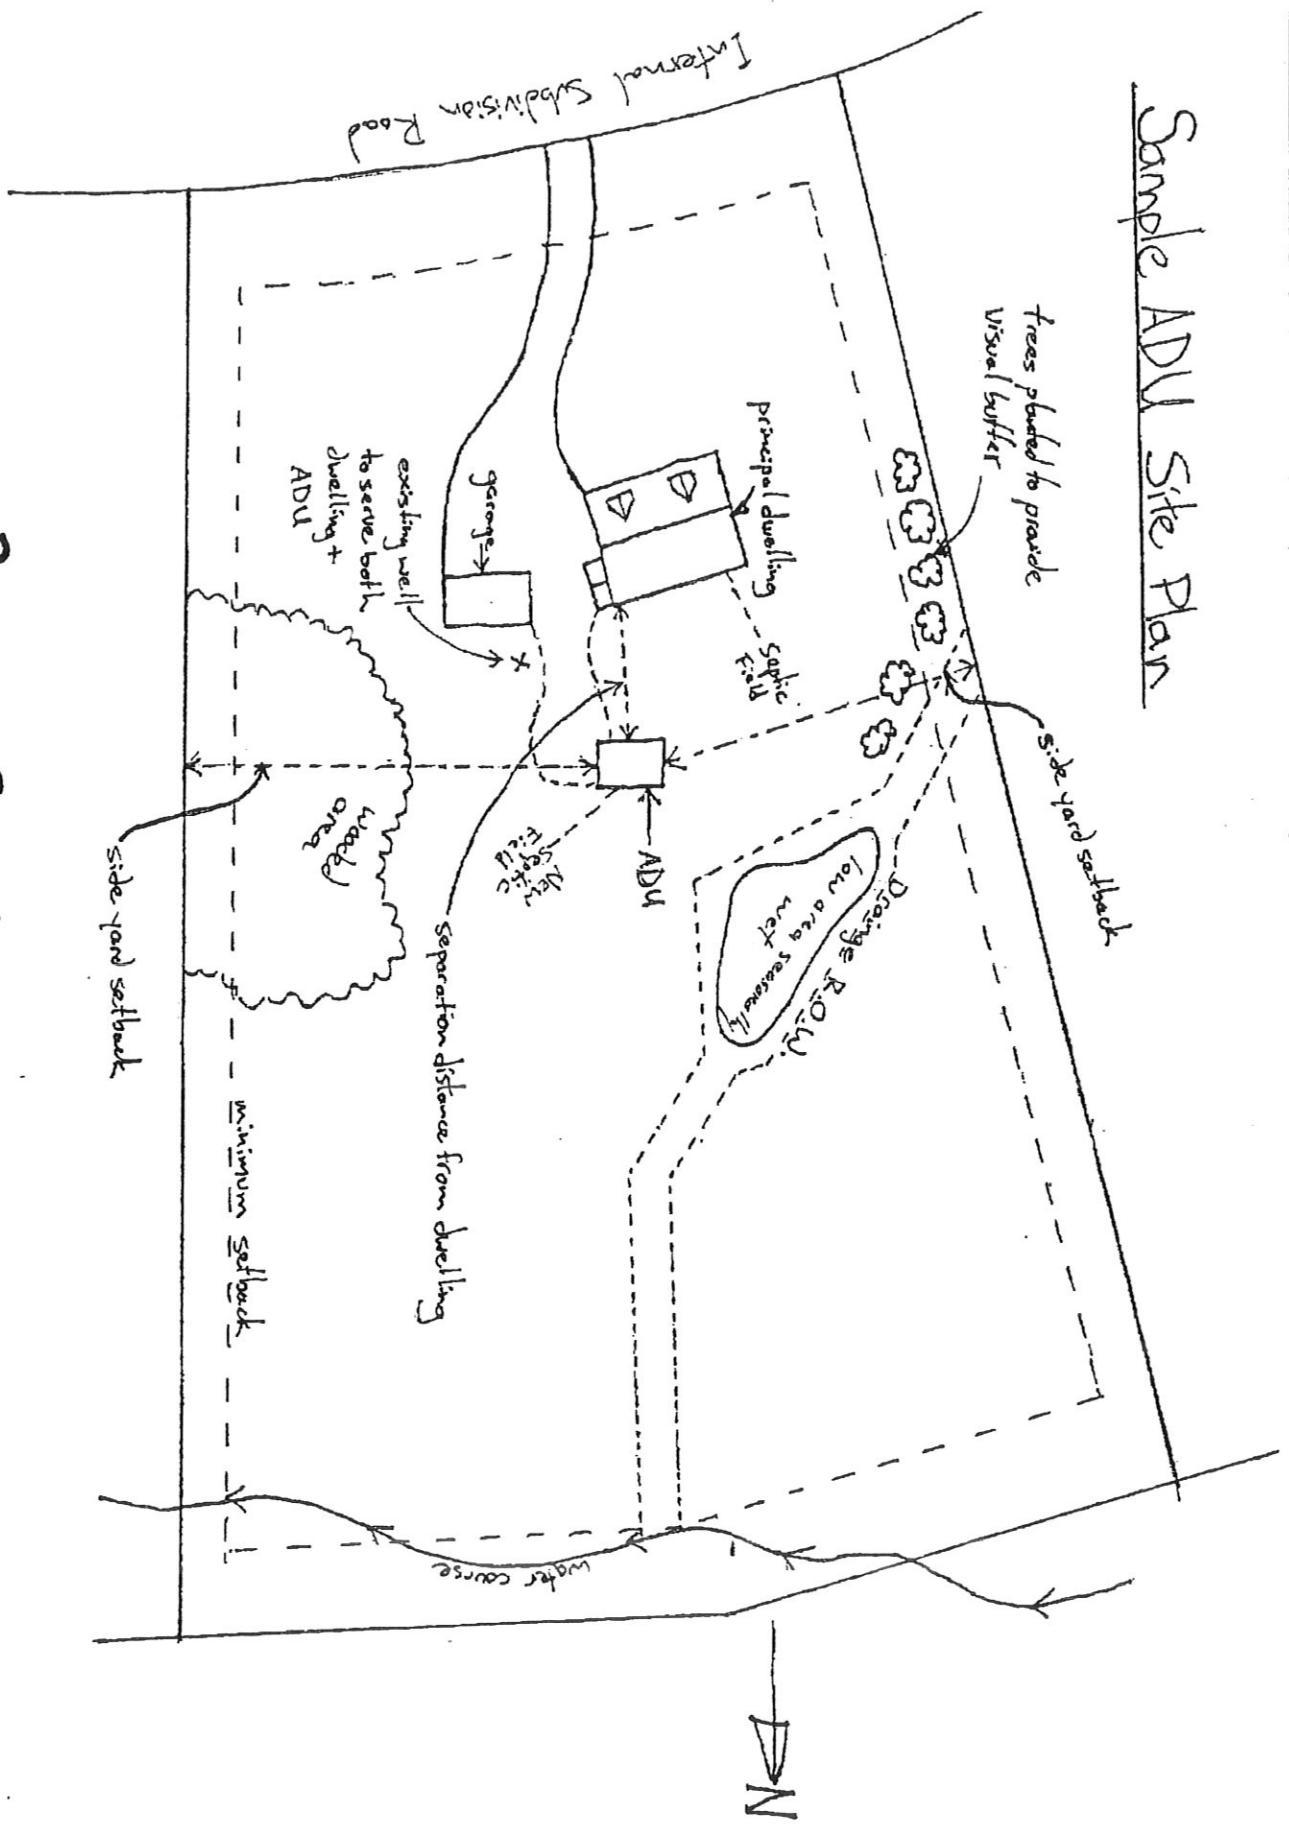 Sample ADU Site Plan
Internal Subdivision Road
trees planted to provide
visual buffer
principal dwelling
garage
existing well
to serve both
dwelling +
ADU
Septic
Field
side yard setback
ADU
New
Septic
Field
wooded
area
side yard setback
separation distance from dwelling
low area seasonally
wet
Drainge R.O.W.
minimum setback
water course
N